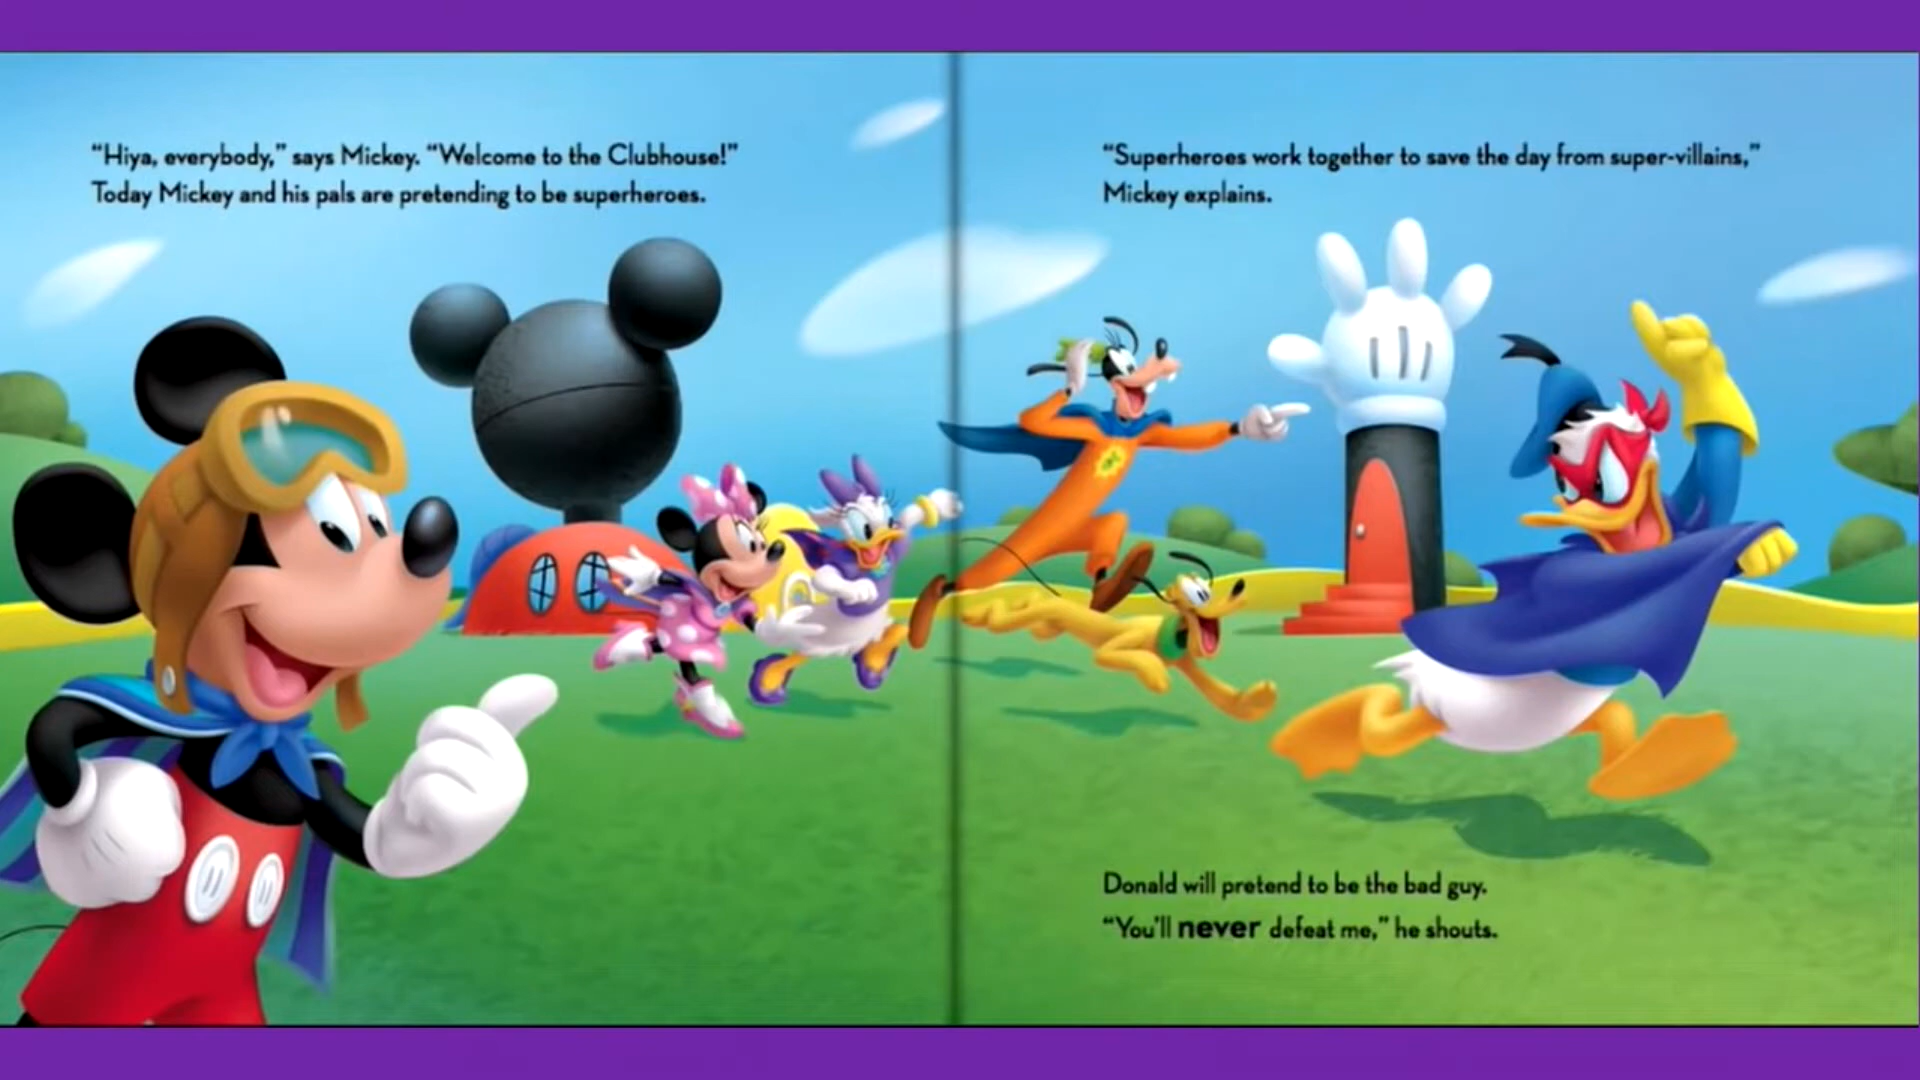 “Hiya, everybody,” says Mickey. “Welcome to the Clubhouse!”
Today Mickey and his pals are pretending to be superheroes.
“Superheroes work together to save the day from super-villains,”
Mickey explains.
Donald will pretend to be the bad guy.
“You’ll never defeat me,” he shouts.